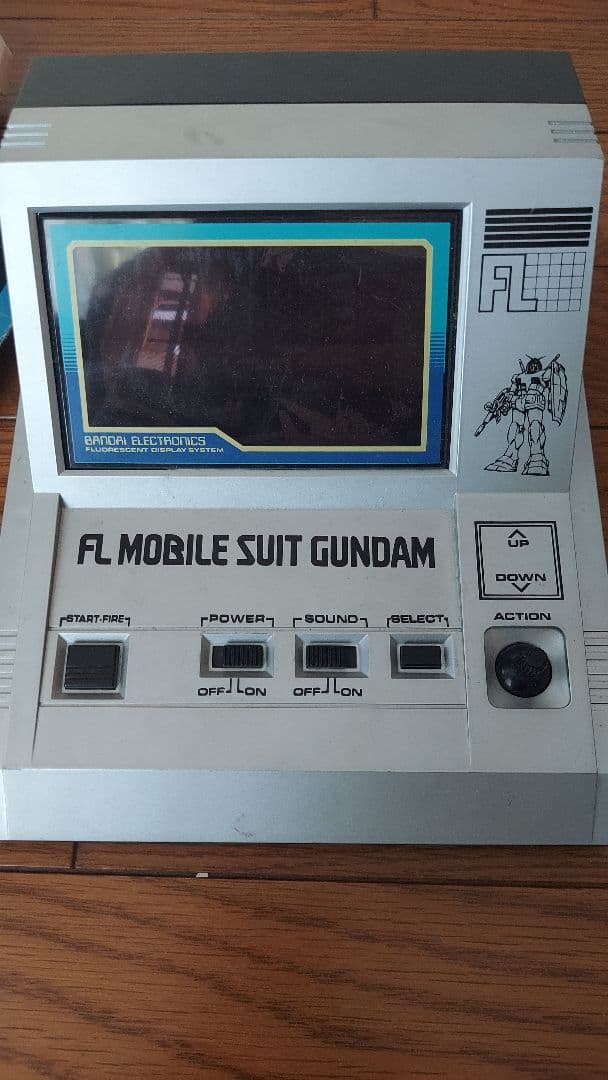 FL
BANDAI ELECTRONICS
FLUORESCENT DISPLAY SYSTEM
FL MOBILE SUIT GUNDAM
UP
DOWN
ACTION
START·FIRE
POWER
SOUND
SELECT
OFF ON
OFF ON